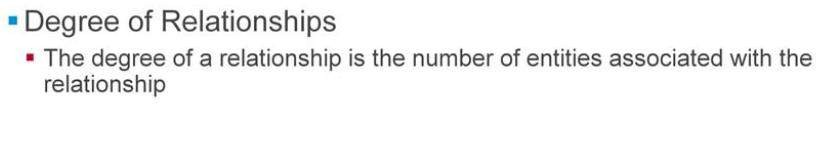 Degree of Relationships
The degree of a relationship is the number of entities associated with the
relationship